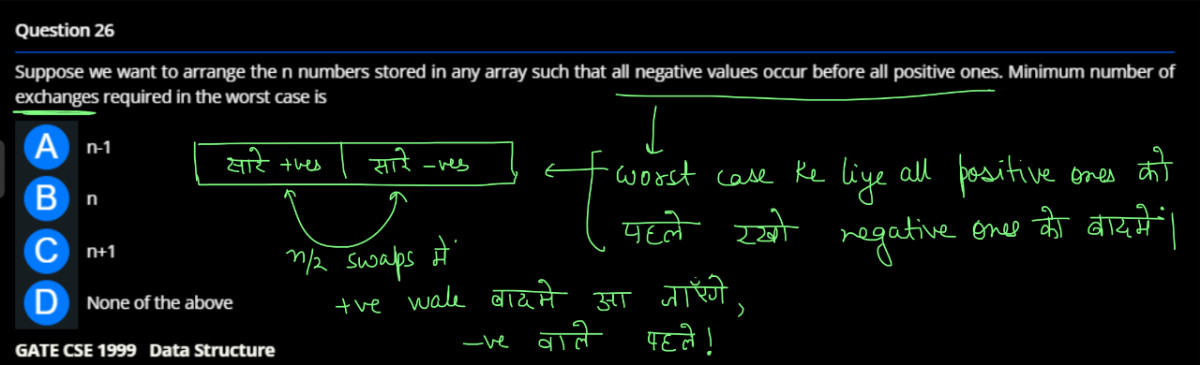 Question 26
Suppose we want to arrange the n numbers stored in any array such that all negative values occur before all positive ones. Minimum number of
exchanges required in the worst case is
A n-1
B n
C n+1
D None of the above
GATE CSE 1999 Data Structure
सारे +ves | सारे -ves
n/2 swaps में
+ve wale बादमे आ जाएँगे,
-ve वाले पहले!
worst case ke liye all positive ones को
पहले रखो negative ones को बादमें|